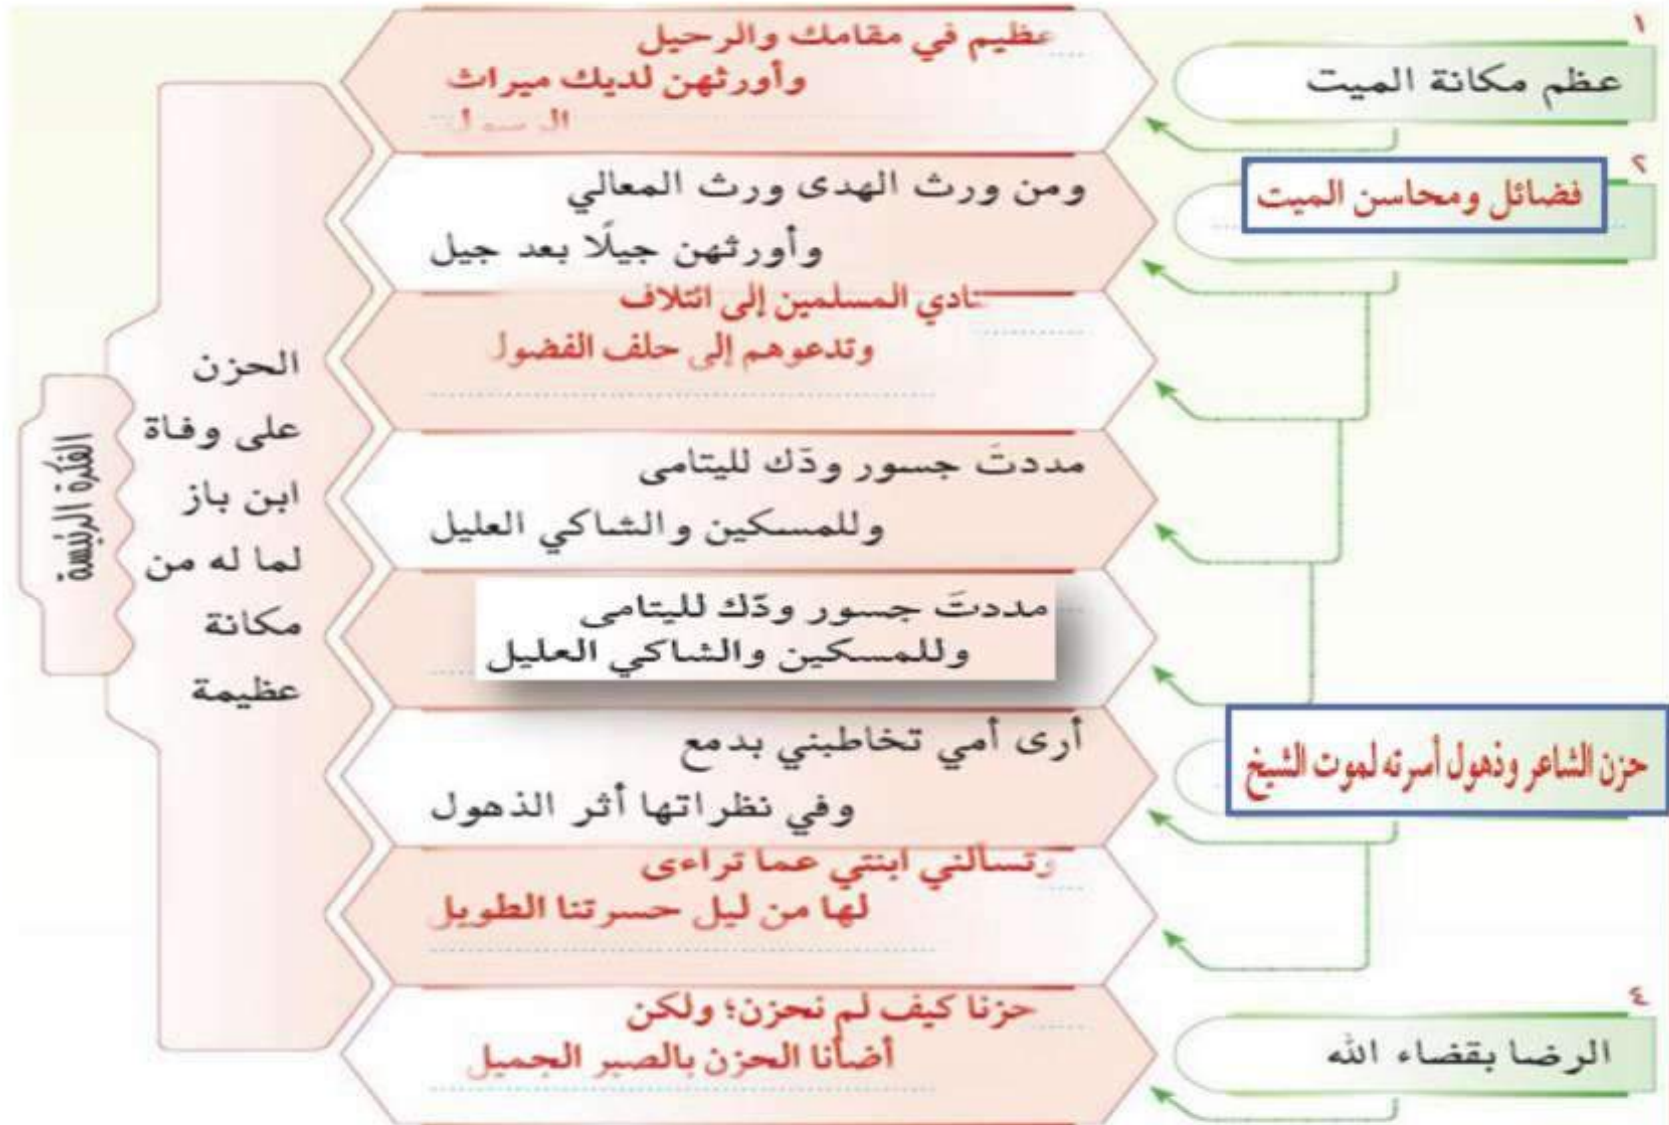 ١
عظم مكانة الميت
عظيم في مقامك والرحيل
وأورثهن لديك ميراث
الرسول
٢
فضائل ومحاسن الميت
ومن ورث الهدى ورث المعالي
وأورثهن جيلًا بعد جيل
نادي المسلمين إلى ائتلاف
وتدعوهم إلى حلف الفضول
مددتَ جسور ودّك لليتامى
وللمسكين والشاكي العليل
مددتَ جسور ودّك لليتامى
وللمسكين والشاكي العليل
حزن الشاعر وذهول أسرته لموت الشيخ
أرى أمي تخاطبني بدمع
وفي نظراتها أثر الذهول
وتسألني ابنتي عما تراءى
لها من ليل حسرتنا الطويل
٤
الرضا بقضاء الله
حزنا كيف لم نحزن؛ ولكن
أضأنا الحزن بالصبر الجميل
الحزن
على وفاة
ابن باز
لما له من
مكانة
عظيمة
الفكرة الرئيسة